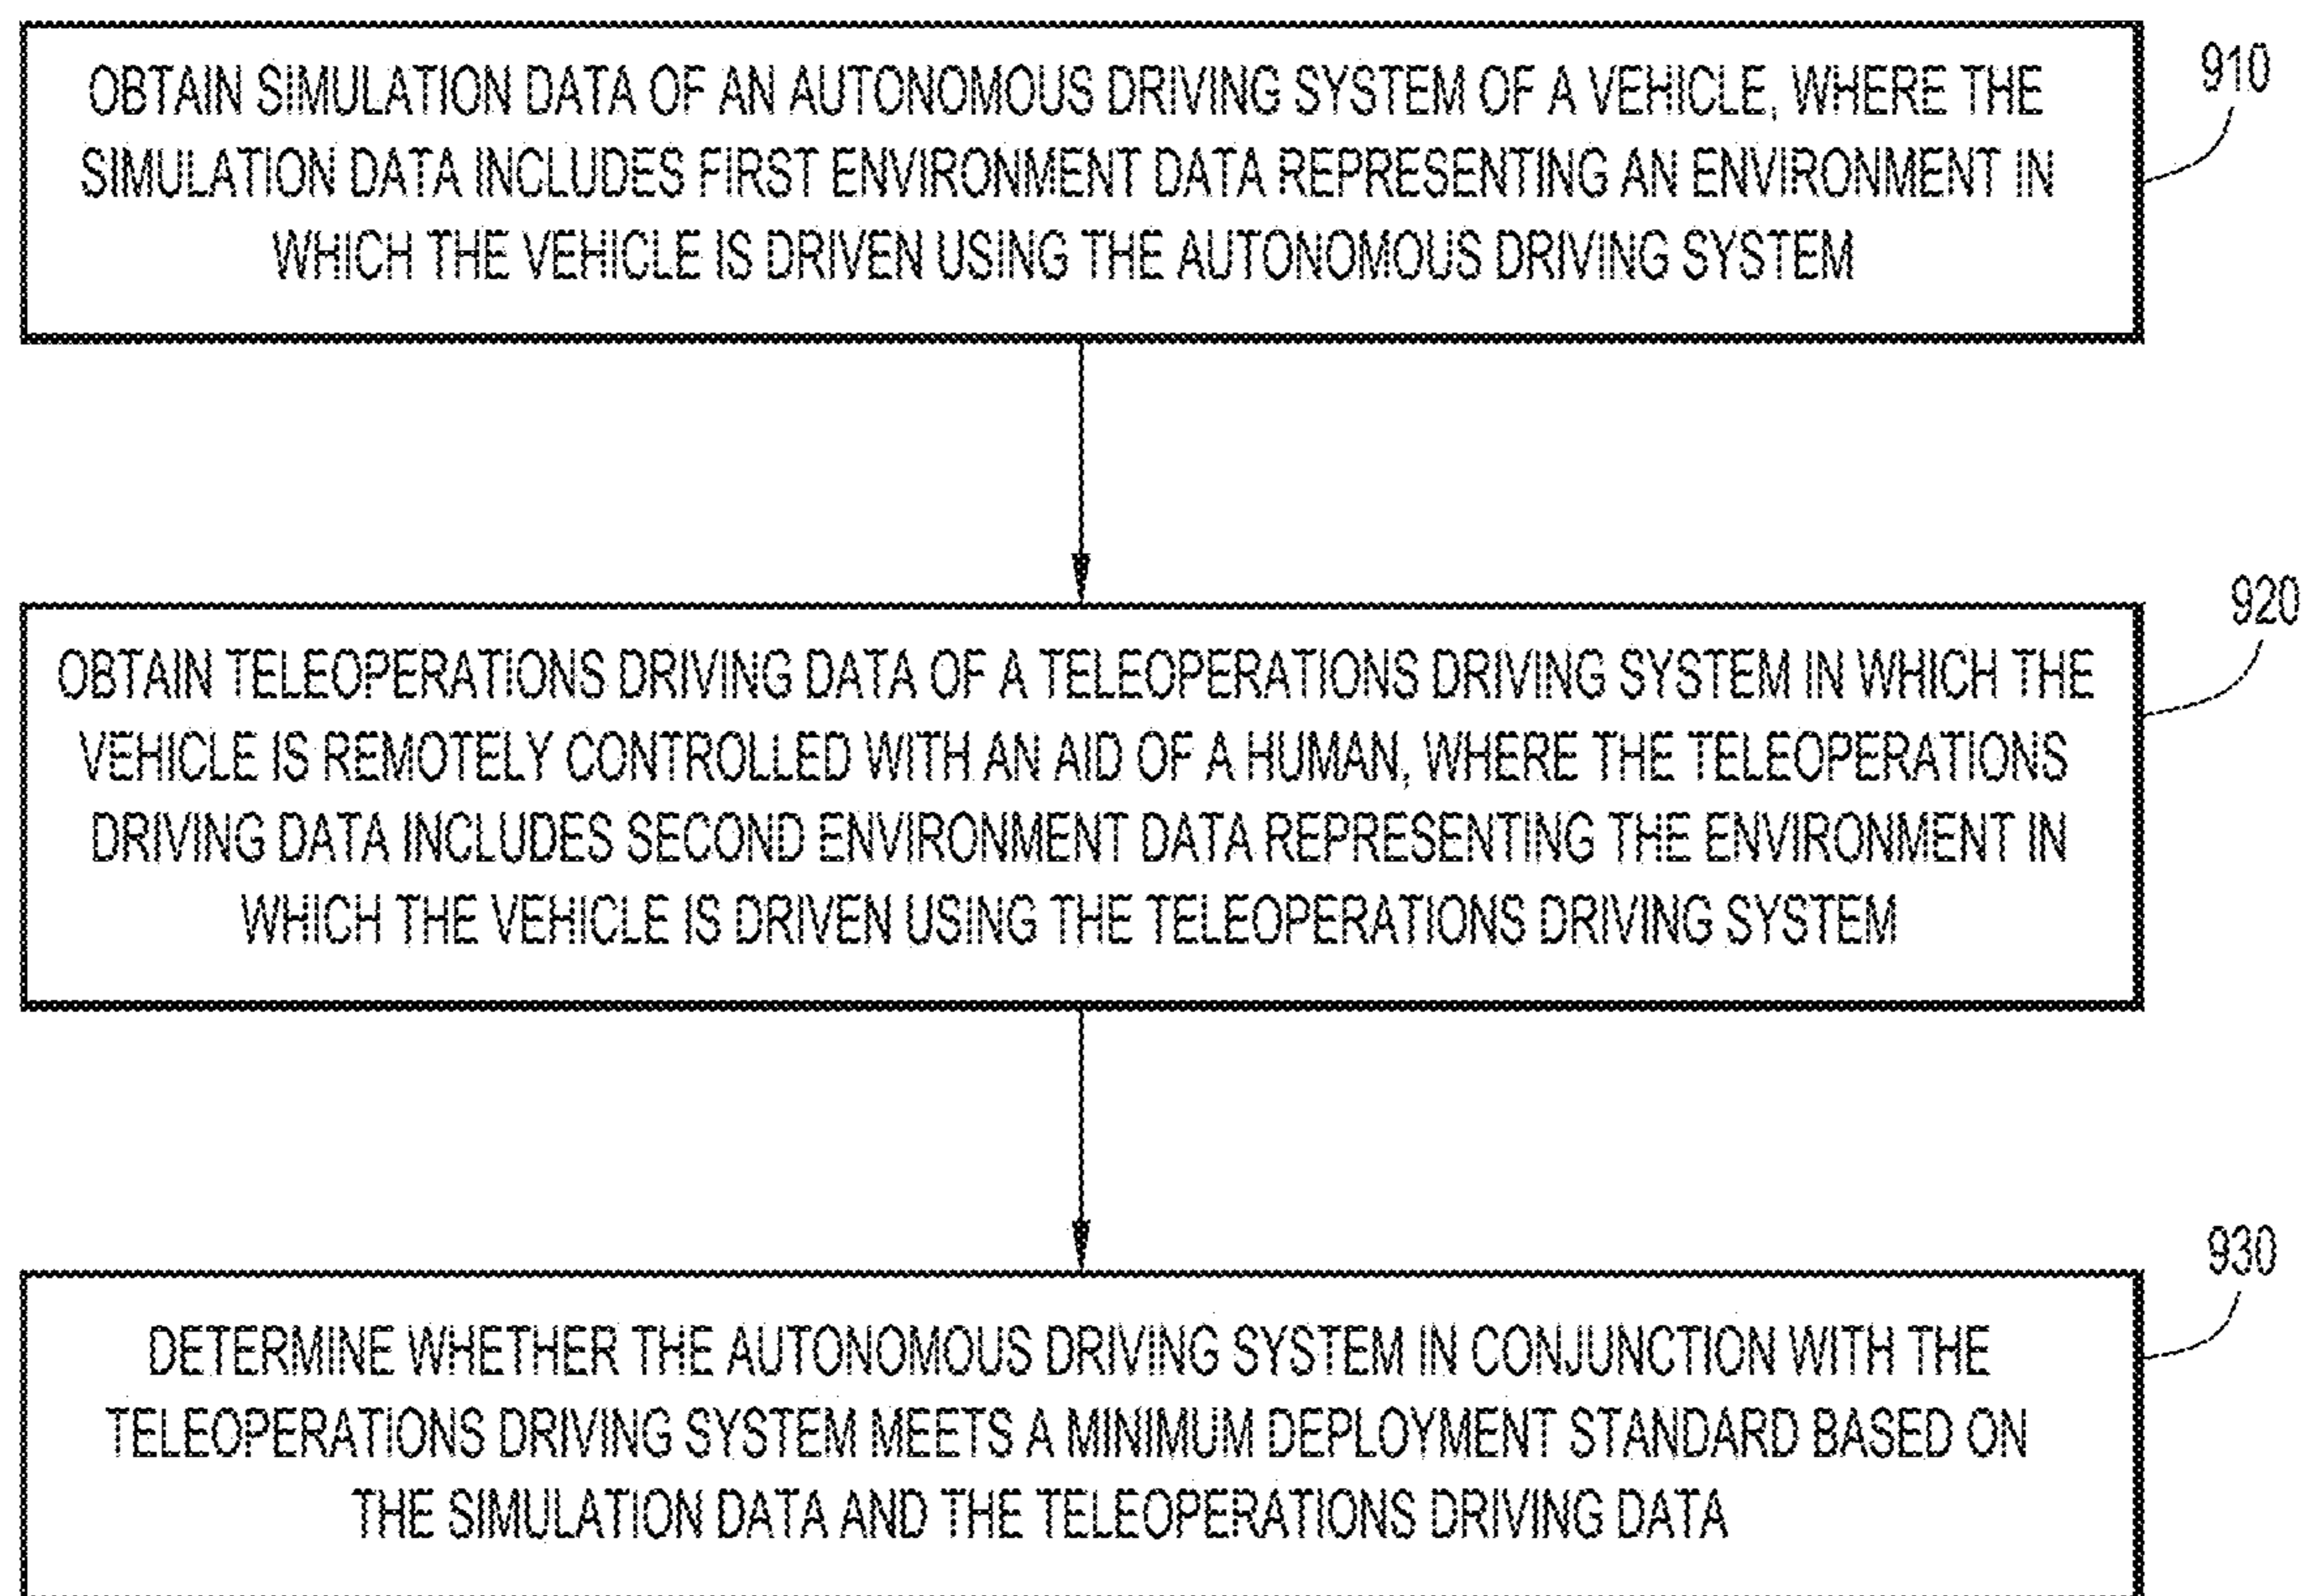 OBTAIN SIMULATION DATA OF AN AUTONOMOUS DRIVING SYSTEM OF A VEHICLE, WHERE THE
SIMULATION DATA INCLUDES FIRST ENVIRONMENT DATA REPRESENTING AN ENVIRONMENT IN
WHICH THE VEHICLE IS DRIVEN USING THE AUTONOMOUS DRIVING SYSTEM
910
OBTAIN TELEOPERATIONS DRIVING DATA OF A TELEOPERATIONS DRIVING SYSTEM IN WHICH THE
VEHICLE IS REMOTELY CONTROLLED WITH AN AID OF A HUMAN, WHERE THE TELEOPERATIONS
DRIVING DATA INCLUDES SECOND ENVIRONMENT DATA REPRESENTING THE ENVIRONMENT IN
WHICH THE VEHICLE IS DRIVEN USING THE TELEOPERATIONS DRIVING SYSTEM
920
DETERMINE WHETHER THE AUTONOMOUS DRIVING SYSTEM IN CONJUNCTION WITH THE
TELEOPERATIONS DRIVING SYSTEM MEETS A MINIMUM DEPLOYMENT STANDARD BASED ON
THE SIMULATION DATA AND THE TELEOPERATIONS DRIVING DATA
930